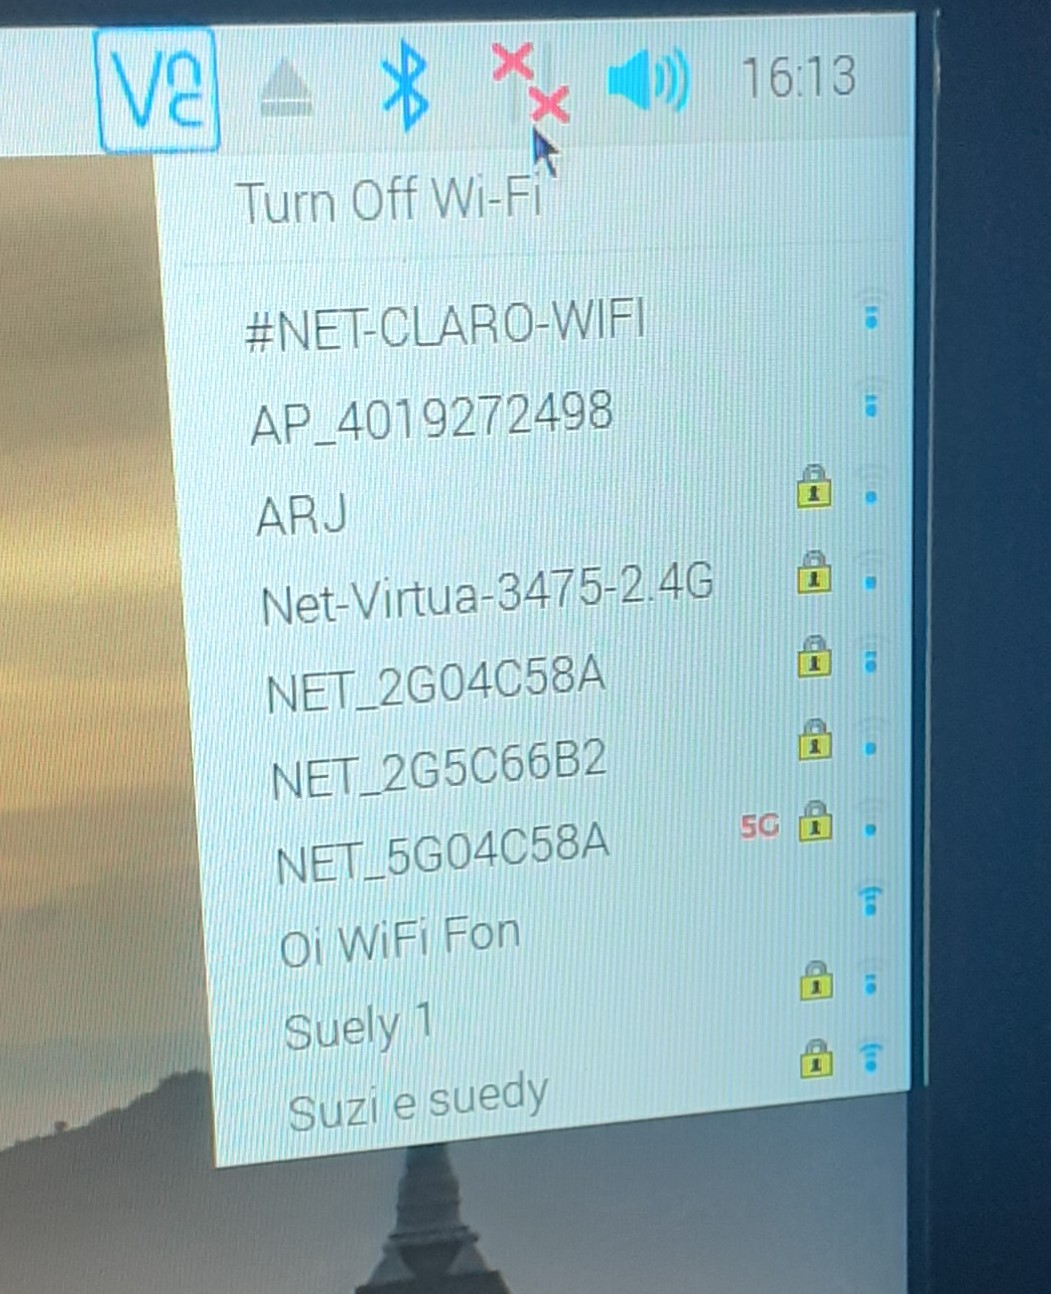 VNC
16:13
Turn Off Wi-Fi
#NET-CLARO-WIFI
AP_4019272498
ARJ
Net-Virtua-3475-2.4G
NET_2G04C58A
NET_2G5C66B2
NET_5G04C58A 5G
Oi WiFi Fon
Suely 1
Suzi e suedy